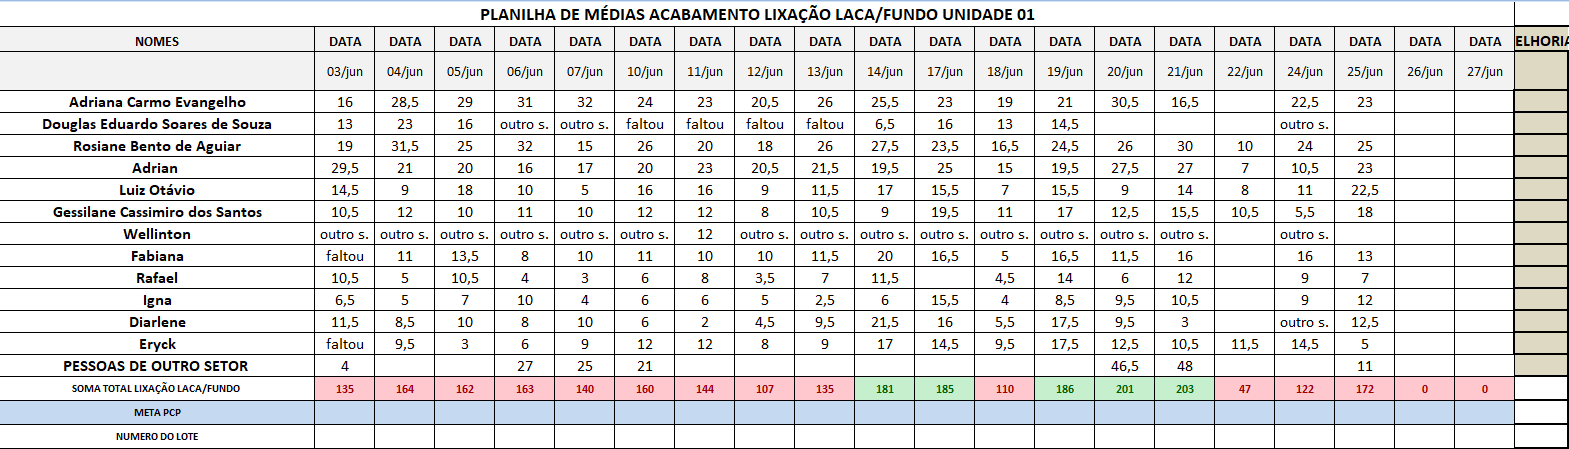 PLANILHA DE MÉDIAS ACABAMENTO LIXAÇÃO LACA/FUNDO UNIDADE 01
NOMES DATA DATA DATA DATA DATA DATA DATA DATA DATA DATA DATA DATA DATA DATA DATA DATA DATA DATA DATA DATA ELHORIA
03/jun 04/jun 05/jun 06/jun 07/jun 10/jun 11/jun 12/jun 13/jun 14/jun 17/jun 18/jun 19/jun 20/jun 21/jun 22/jun 24/jun 25/jun 26/jun 27/jun
Adriana Carmo Evangelho 16 28,5 29 31 32 24 23 20,5 26 25,5 23 19 21 30,5 16,5 22,5 23
Douglas Eduardo Soares de Souza 13 23 16 outro s. outro s. faltou faltou faltou faltou 6,5 16 13 14,5 outro s.
Rosiane Bento de Aguiar 19 31,5 25 32 15 26 20 18 26 27,5 23,5 16,5 24,5 26 30 10 24 25
Adrian 29,5 21 20 16 17 20 23 20,5 21,5 19,5 25 15 19,5 27,5 27 7 10,5 23
Luiz Otávio 14,5 9 18 10 5 16 16 9 11,5 17 15,5 7 15,5 9 14 8 11 22,5
Gessilane Cassimiro dos Santos 10,5 12 10 11 10 12 12 8 10,5 9 19,5 11 17 12,5 15,5 10,5 5,5 18
Wellinton outro s. outro s. outro s. outro s. outro s. outro s. 12 outro s. outro s. outro s. outro s. outro s. outro s. outro s. outro s. outro s.
Fabiana faltou 11 13,5 8 10 11 10 10 11,5 20 16,5 5 16,5 11,5 16 16 13
Rafael 10,5 5 10,5 4 3 6 8 3,5 7 11,5 4,5 14 6 12 9 7
Igna 6,5 5 7 10 4 6 6 5 2,5 6 15,5 4 8,5 9,5 10,5 9 12
Diarlene 11,5 8,5 10 8 10 6 2 4,5 9,5 21,5 16 5,5 17,5 9,5 3 outro s. 12,5
Eryck faltou 9,5 3 6 9 12 12 8 9 17 14,5 9,5 17,5 12,5 10,5 11,5 14,5 5
PESSOAS DE OUTRO SETOR 4 27 25 21 46,5 48 11
SOMA TOTAL LIXAÇÃO LACA/FUNDO 135 164 162 163 140 160 144 107 135 181 185 110 186 201 203 47 122 172 0 0
META PCP
NUMERO DO LOTE